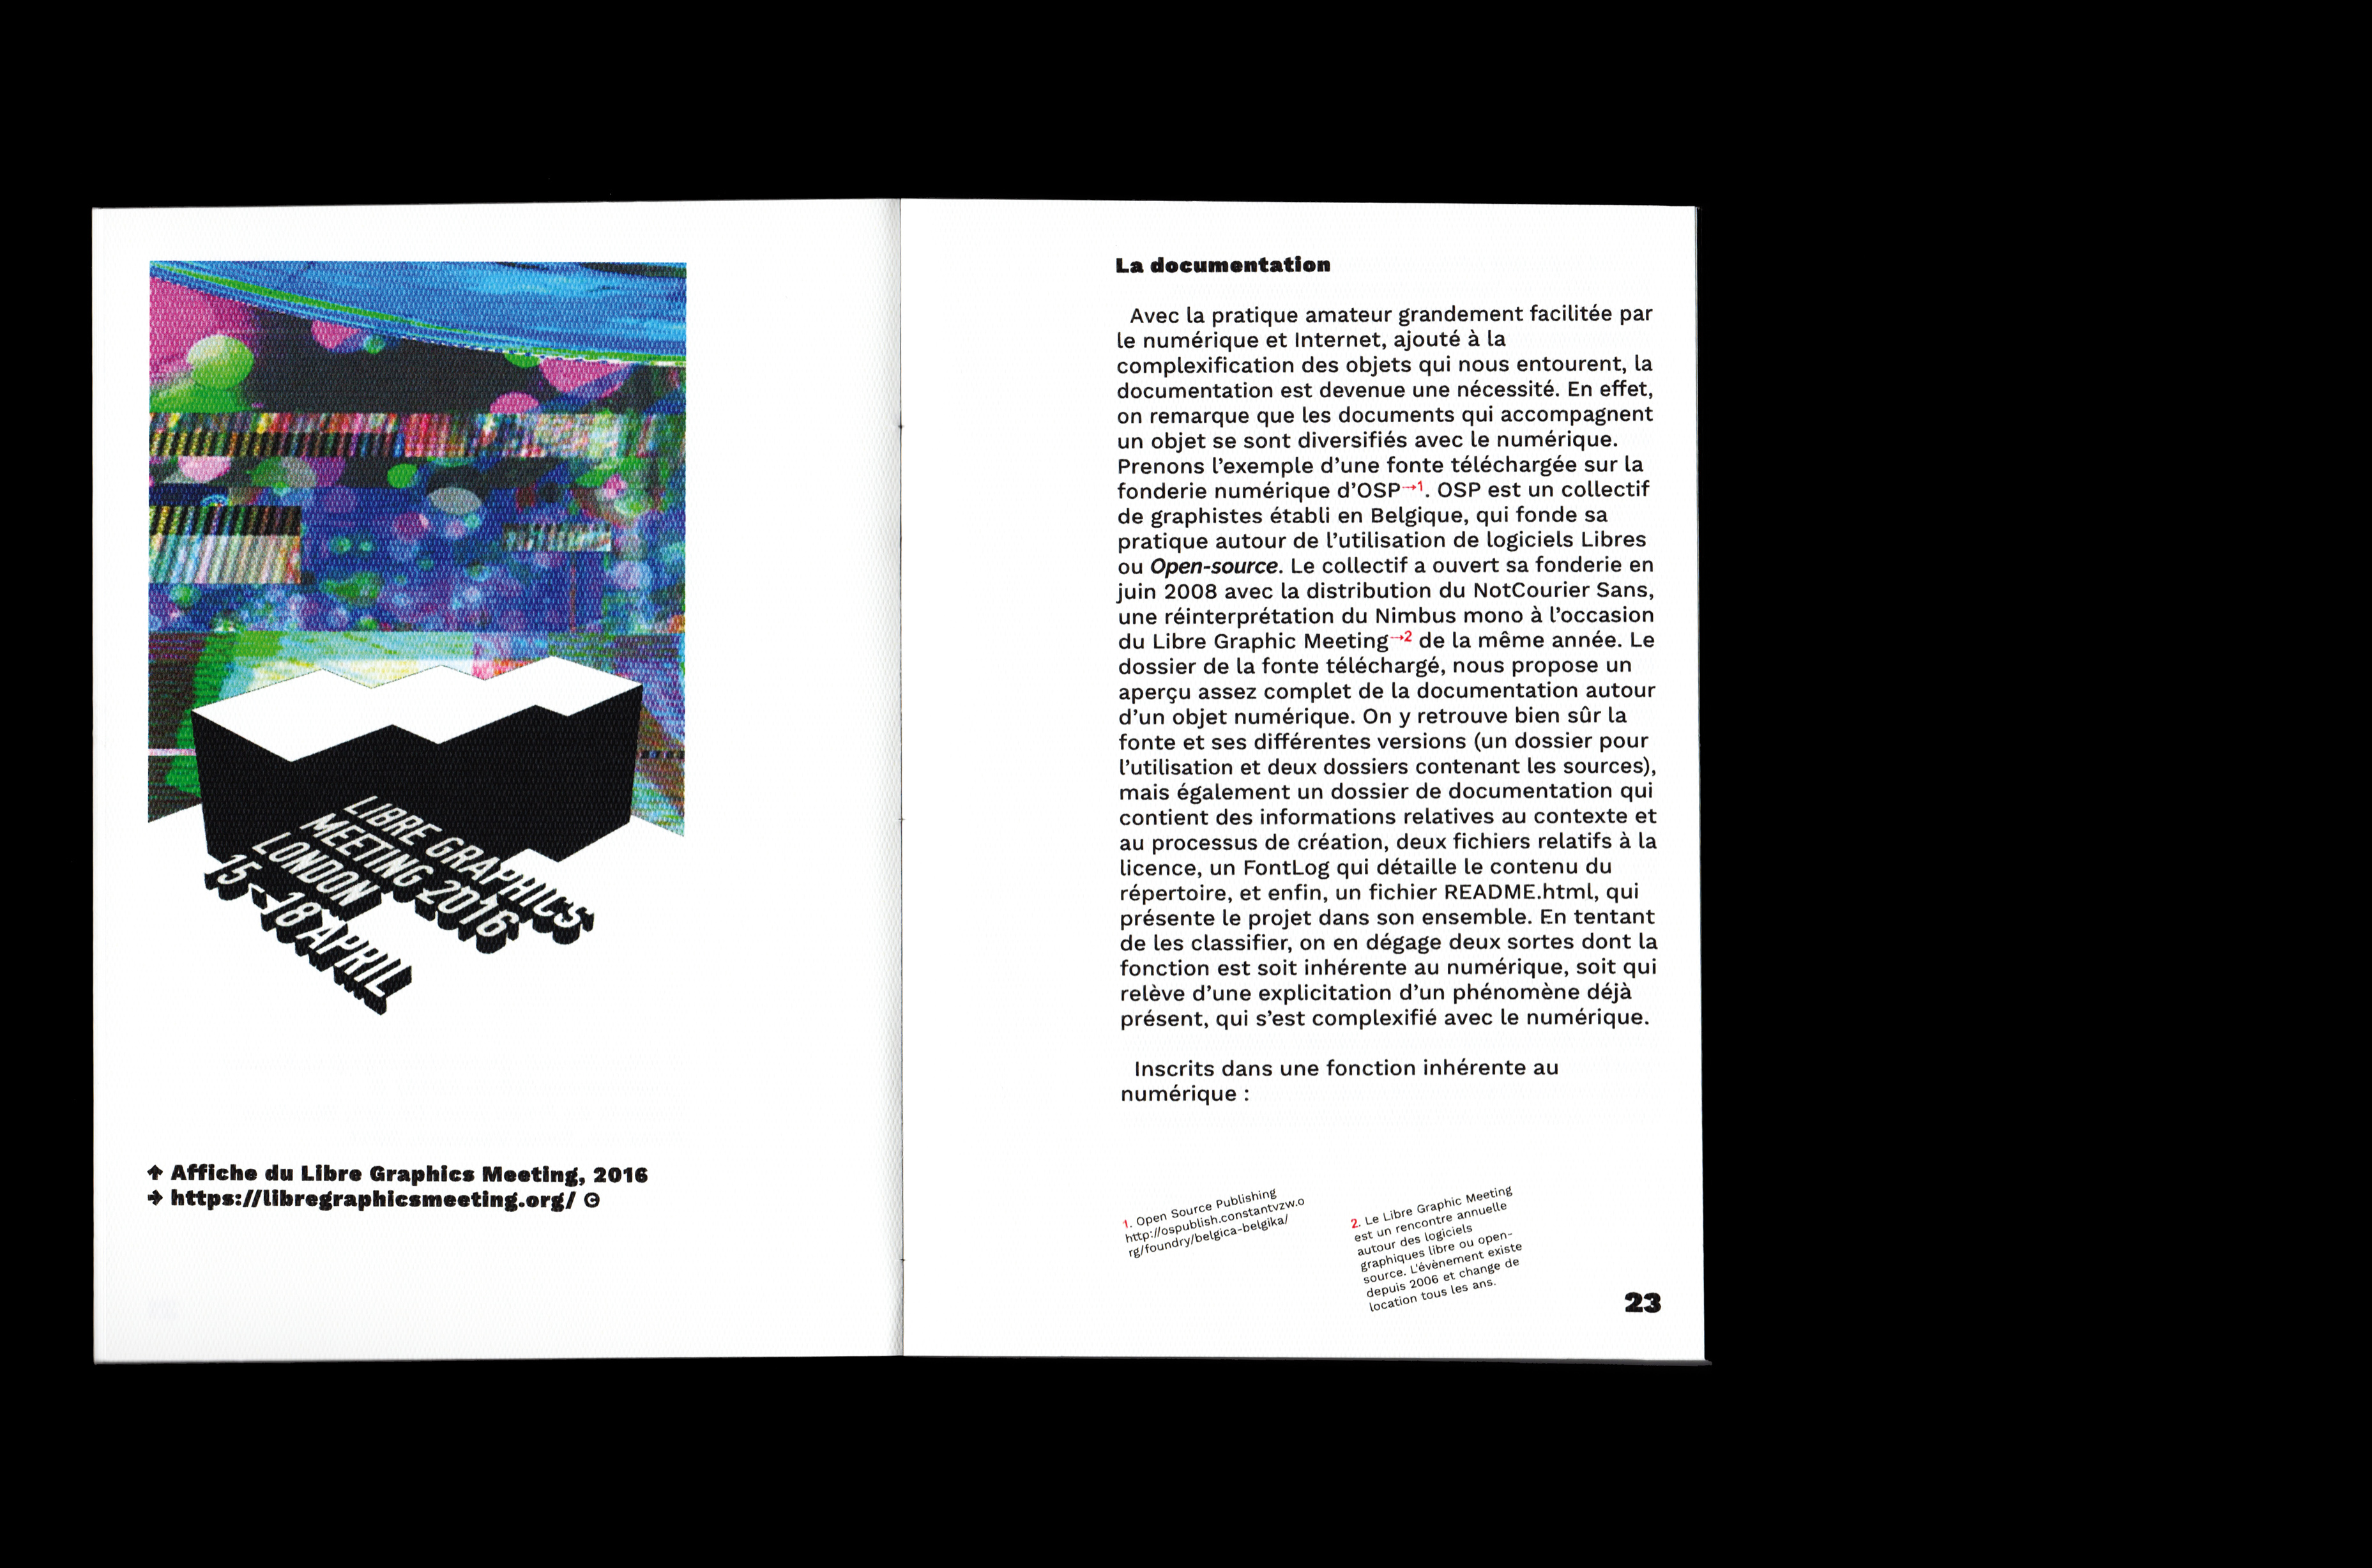 LIBRE GRAPHICS
MEETING 2016
LONDON
15–18 APRIL
↑ Affiche du Libre Graphics Meeting, 2016
→ https://libregraphicsmeeting.org/ 🄯
La documentation
Avec la pratique amateur grandement facilitée par
le numérique et Internet, ajouté à la
complexification des objets qui nous entourent, la
documentation est devenue une nécessité. En effet,
on remarque que les documents qui accompagnent
un objet se sont diversifiés avec le numérique.
Prenons l’exemple d’une fonte téléchargée sur la
fonderie numérique d’OSP→1. OSP est un collectif
de graphistes établi en Belgique, qui fonde sa
pratique autour de l’utilisation de logiciels Libres
ou Open-source. Le collectif a ouvert sa fonderie en
juin 2008 avec la distribution du NotCourier Sans,
une réinterprétation du Nimbus mono à l’occasion
du Libre Graphic Meeting→2 de la même année. Le
dossier de la fonte téléchargé, nous propose un
aperçu assez complet de la documentation autour
d’un objet numérique. On y retrouve bien sûr la
fonte et ses différentes versions (un dossier pour
l’utilisation et deux dossiers contenant les sources),
mais également un dossier de documentation qui
contient des informations relatives au contexte et
au processus de création, deux fichiers relatifs à la
licence, un FontLog qui détaille le contenu du
répertoire, et enfin, un fichier README.html, qui
présente le projet dans son ensemble. En tentant
de les classifier, on en dégage deux sortes dont la
fonction est soit inhérente au numérique, soit qui
relève d’une explicitation d’un phénomène déjà
présent, qui s’est complexifié avec le numérique.
Inscrits dans une fonction inhérente au
numérique :
1. Open Source Publishing
http://ospublish.constantvzw.o
rg/foundry/belgica-belgika/
2. Le Libre Graphic Meeting
est un rencontre annuelle
autour des logiciels
graphiques libre ou open-
source. L’évènement existe
depuis 2006 et change de
location tous les ans.
23